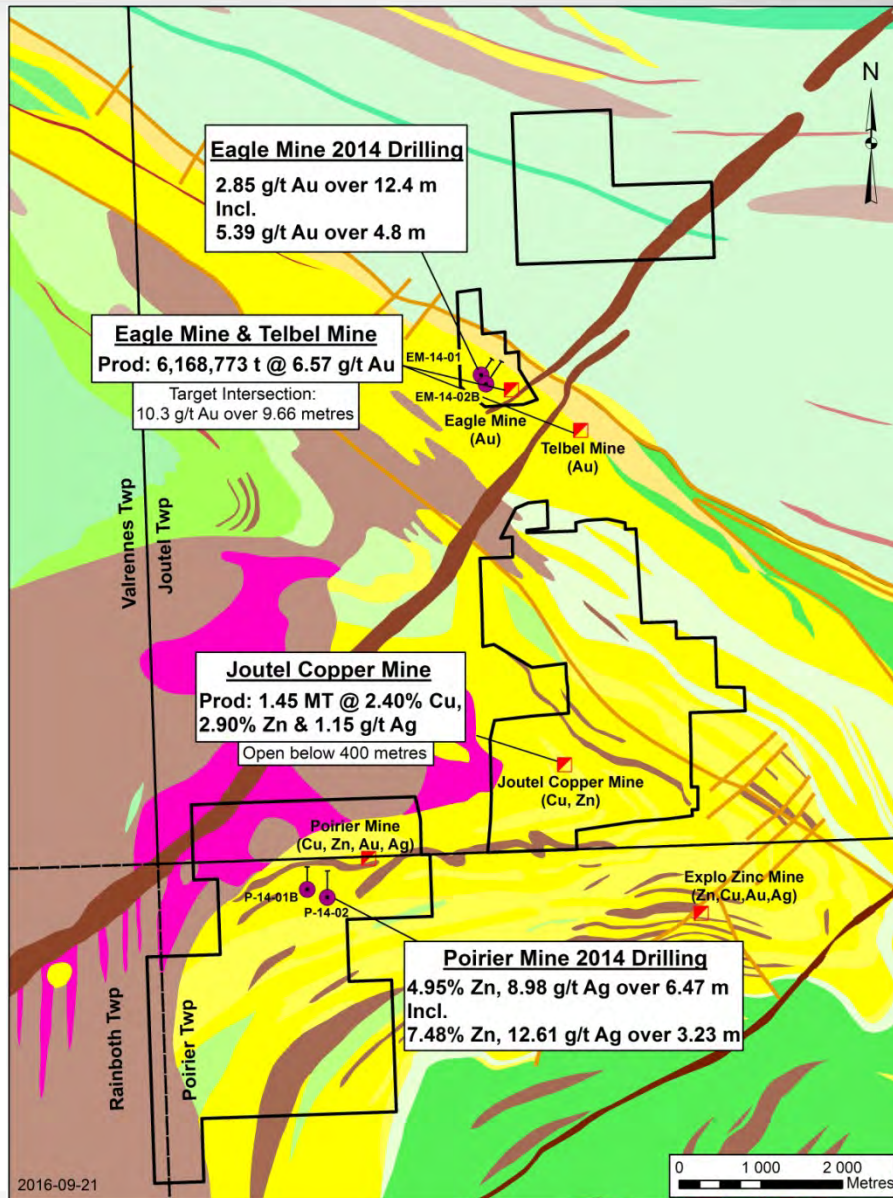 N
Eagle Mine 2014 Drilling
2.85 g/t Au over 12.4 m
Incl.
5.39 g/t Au over 4.8 m
Eagle Mine & Telbel Mine
Prod: 6,168,773 t @ 6.57 g/t Au
Target Intersection:
10.3 g/t Au over 9.66 metres
EM-14-01
EM-14-02B
Eagle Mine
(Au)
Telbel Mine
(Au)
Valrennes Twp
Joutel Twp
Joutel Copper Mine
Prod: 1.45 MT @ 2.40% Cu,
2.90% Zn & 1.15 g/t Ag
Open below 400 metres
Joutel Copper Mine
(Cu, Zn)
Poirier Mine
(Cu, Zn, Au, Ag)
P-14-01B
P-14-02
Explo Zinc Mine
(Zn,Cu,Au,Ag)
Poirier Mine 2014 Drilling
4.95% Zn, 8.98 g/t Ag over 6.47 m
Incl.
7.48% Zn, 12.61 g/t Ag over 3.23 m
Rainboth Twp
Poirier Twp
2016-09-21
0 1 000 2 000
Metres